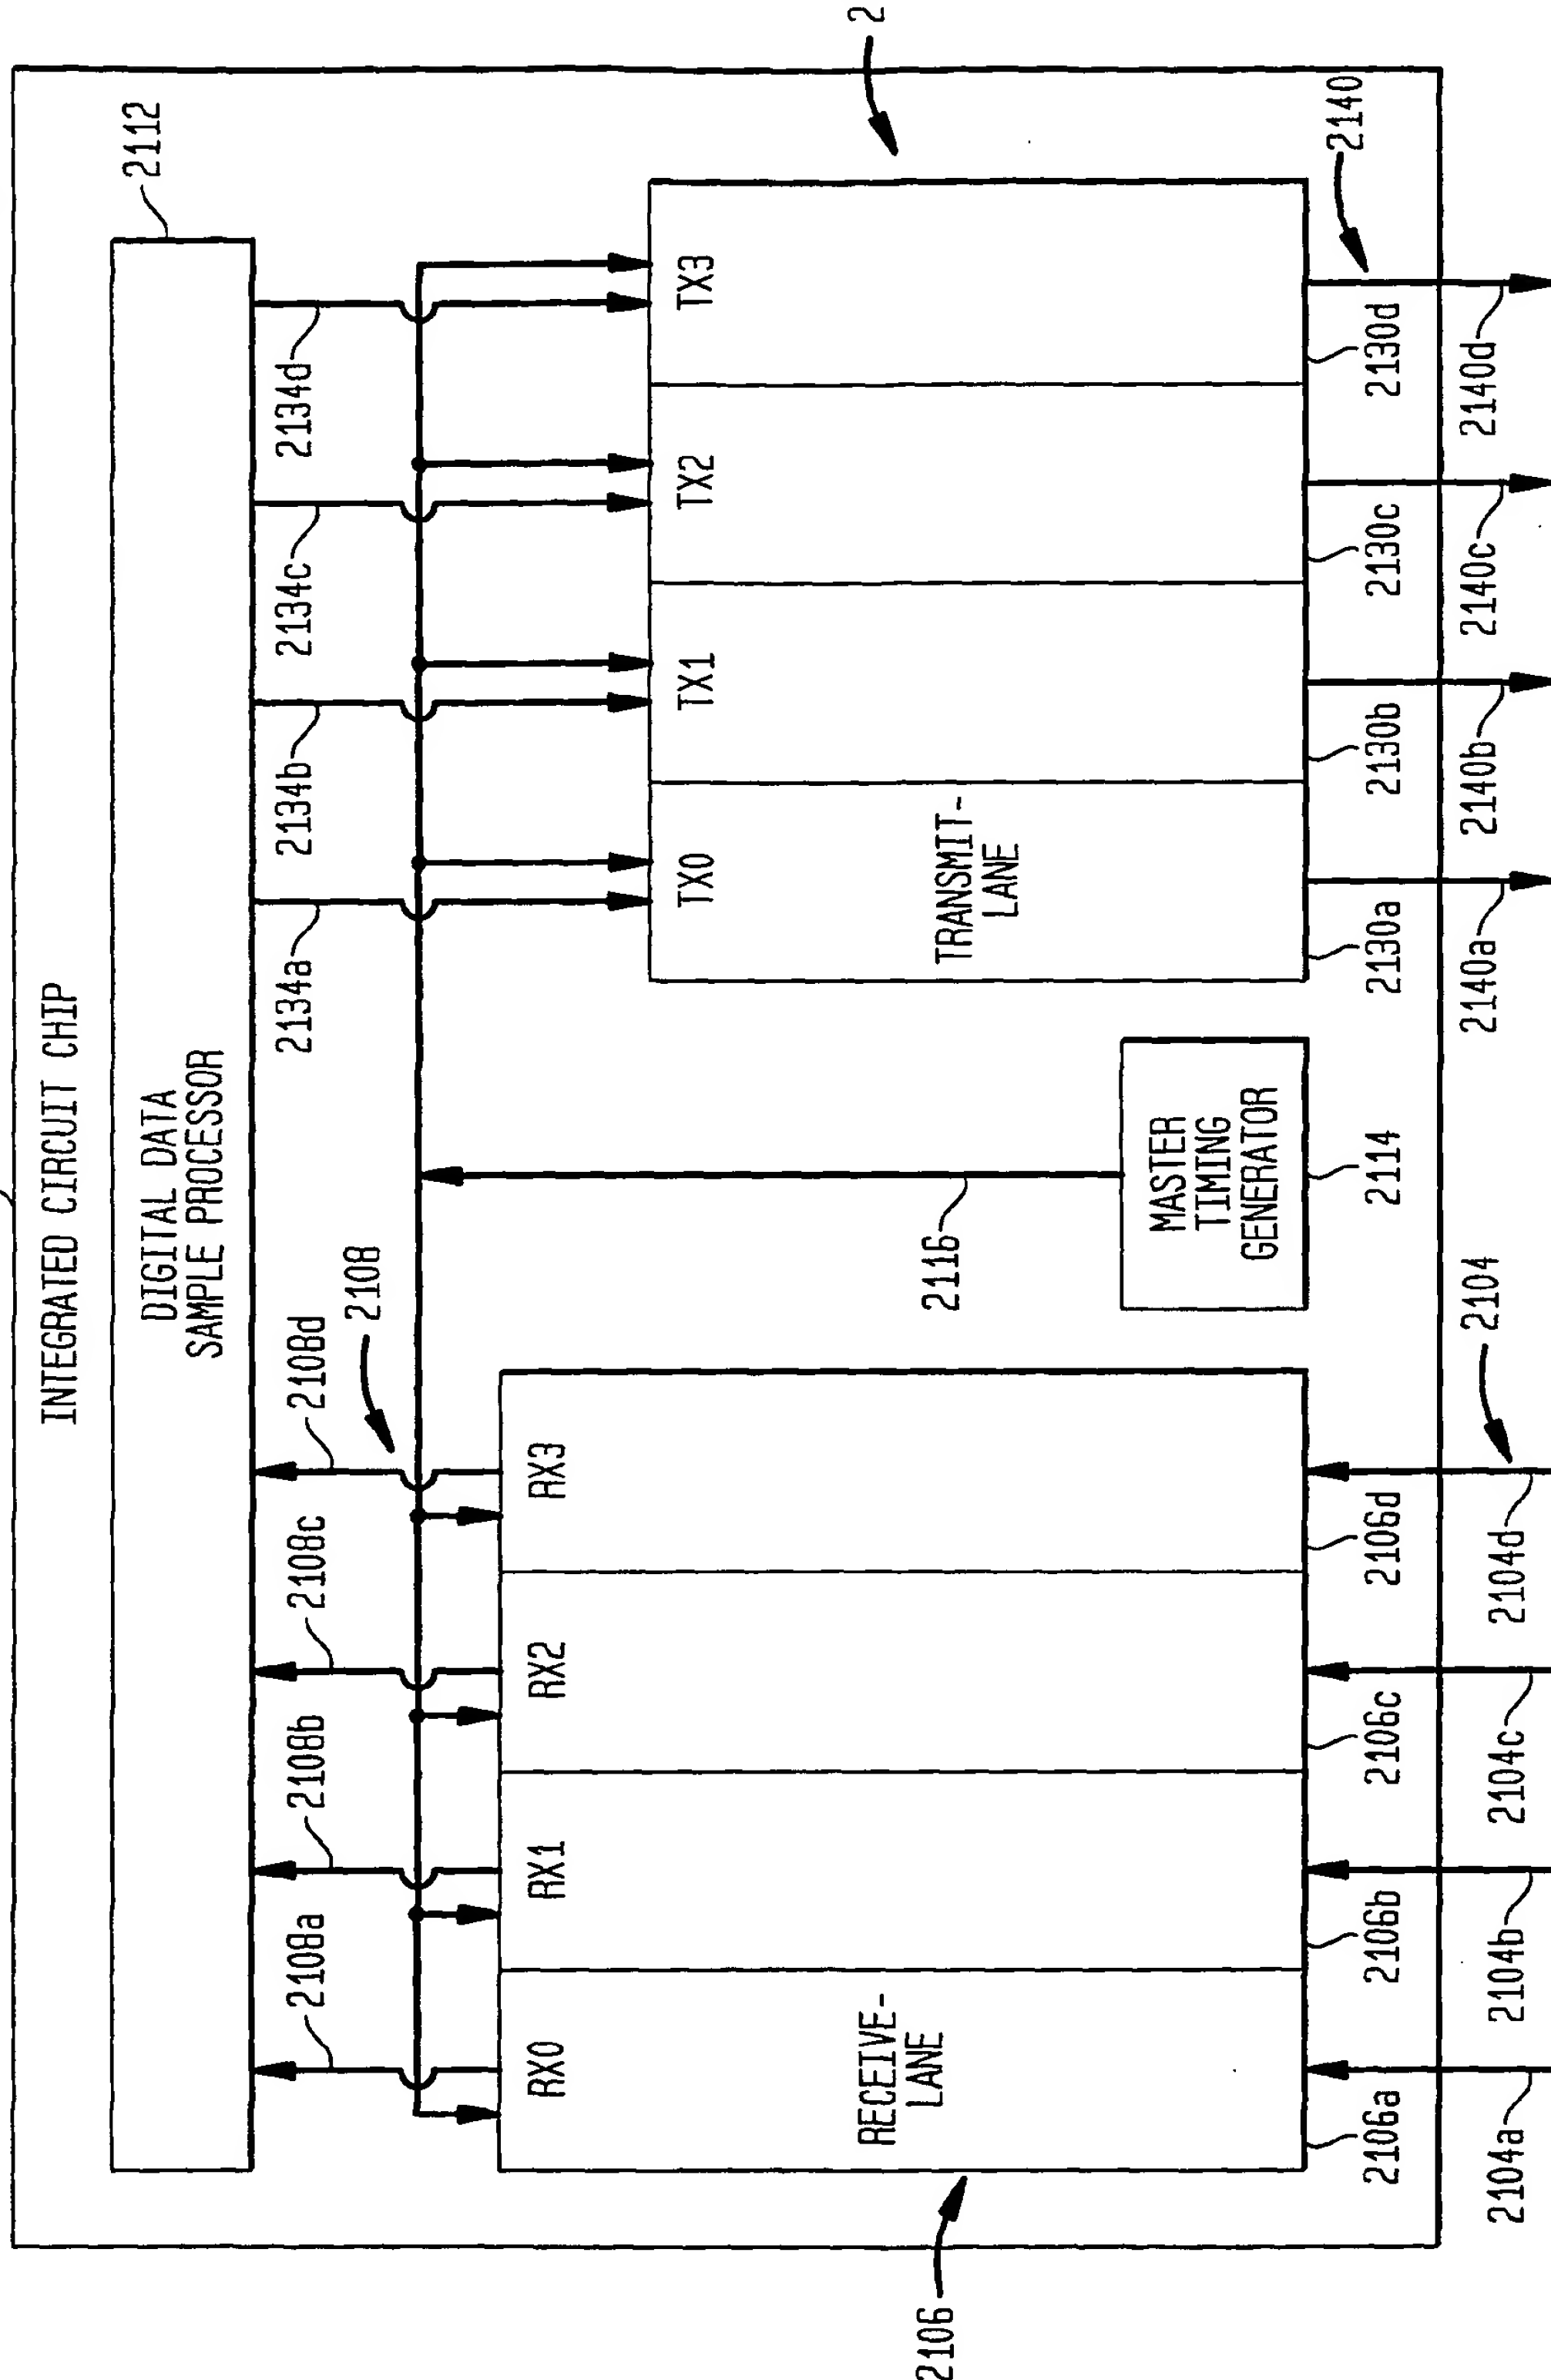 INTEGRATED CIRCUIT CHIP
2112
DIGITAL DATA
SAMPLE PROCESSOR
2108a
2108b
2108c
2108d
2108
2134a
2134b
2134c
2134d
2116
RX0
RX1
RX2
RX3
TX0
TX1
TX2
TX3
2
RECEIVE-
LANE
TRANSMIT-
LANE
MASTER
TIMING
GENERATOR
2106
2106a
2106b
2106c
2106d
2114
2130a
2130b
2130c
2130d
2140
2104
2104a
2104b
2104c
2104d
2140a
2140b
2140c
2140d